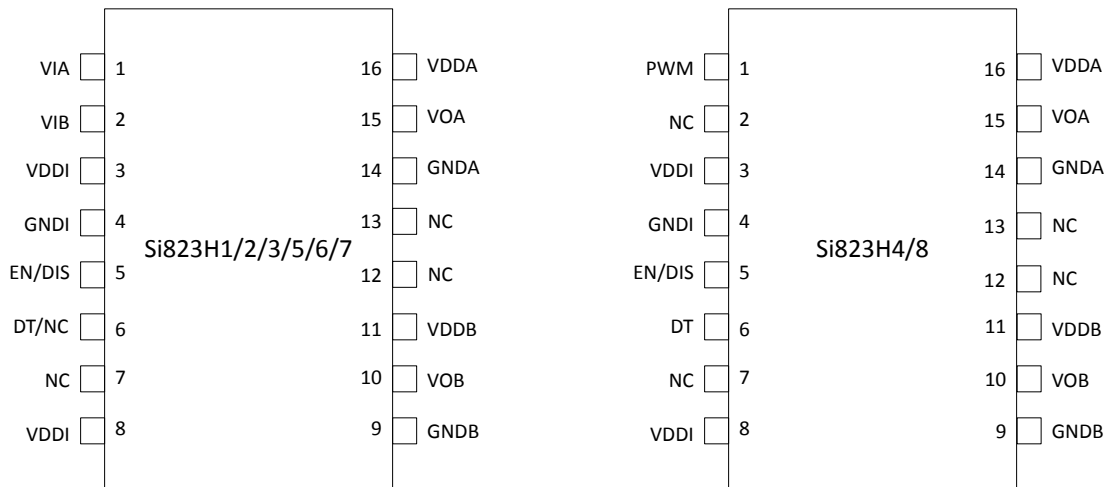 VIA 1 16 VDDA
VIB 2 15 VOA
VDDI 3 14 GNDA
GNDI 4 13 NC
Si823H1/2/3/5/6/7
EN/DIS 5 12 NC
DT/NC 6 11 VDDB
NC 7 10 VOB
VDDI 8 9 GNDB
PWM 1 16 VDDA
NC 2 15 VOA
VDDI 3 14 GNDA
GNDI 4 13 NC
Si823H4/8
EN/DIS 5 12 NC
DT 6 11 VDDB
NC 7 10 VOB
VDDI 8 9 GNDB